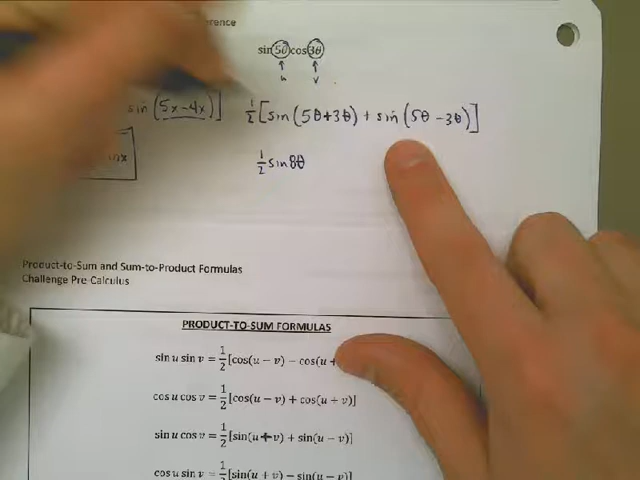 sin5θcos3θ
u v
sin (5x-4x)] 1/2 [sin (5θ+3θ) + sin (5θ - 3θ)]
1/2 sin 8θ
Product-to-Sum and Sum-to-Product Formulas
Challenge Pre-Calculus
PRODUCT-TO-SUM FORMULAS
sin u sin v = 1/2 [cos(u − v) − cos(u +
cos u cos v = 1/2 [cos(u − v) + cos(u + v)]
sin u cos v = 1/2 [sin(u + v) + sin(u − v)]
cos u sin v = 1/2 [sin(u + v) − sin(u − v)]